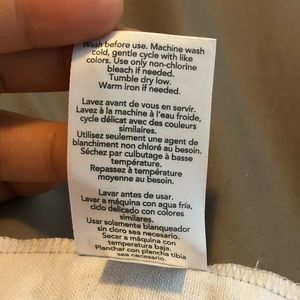 Wash before use. Machine wash
cold, gentle cycle with like
colors. Use only non-chlorine
bleach if needed.
Tumble dry low.
Warm iron if needed.
Lavez avant de vous en servir.
Lavez à la machine à l'eau froide,
cycle délicat avec des couleurs
similaires.
Utilisez seulement une agent de
blanchiment non chloré au besoin.
Séchez par culbutage à basse
température.
Repassez à température
moyenne au besoin.
Lavar antes de usar.
Lavar a máquina con agua fría,
ciclo delicado con colores
similares.
Usar solamente blanqueador
sin cloro sea necesario.
Secar a máquina con
temperatura baja.
Planchar con plancha tibia
sea necesario.